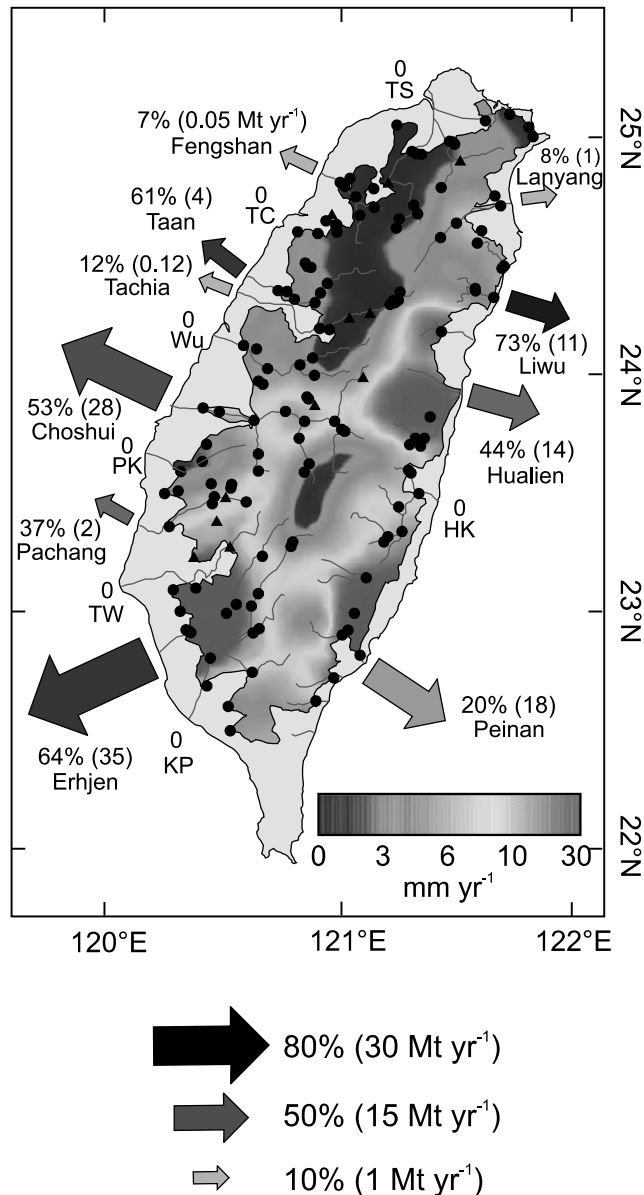 0
TS
7% (0.05 Mt yr⁻¹)
Fengshan
25°N
8% (1)
Lanyang
61% (4)
Taan
0
TC
12% (0.12)
Tachia
0
Wu
73% (11)
Liwu
24°N
53% (28)
Choshui
44% (14)
Hualien
0
PK
37% (2)
Pachang
0
HK
0
TW
23°N
64% (35)
Erhjen
20% (18)
Peinan
0
KP
22°N
0 3 6 10 30
mm yr⁻¹
120°E 121°E 122°E
80% (30 Mt yr⁻¹)
50% (15 Mt yr⁻¹)
10% (1 Mt yr⁻¹)